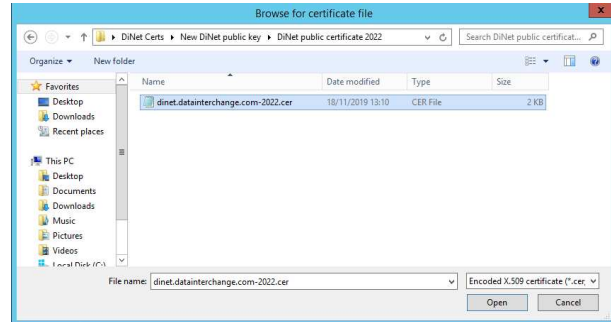 Browse for certificate file
x
DiNet Certs ▸ New DiNet public key ▸ DiNet public certificate 2022
Search DiNet public certificat...
Organize
New folder
Favorites
Desktop
Downloads
Recent places
This PC
Desktop
Documents
Downloads
Music
Pictures
Videos
Local Disk (C:)
Name Date modified Type Size
dinet.datainterchange.com-2022.cer 18/11/2019 13:10 CER File 2 KB
File name: dinet.datainterchange.com-2022.cer
Encoded X.509 certificate (*.cer,
Open
Cancel